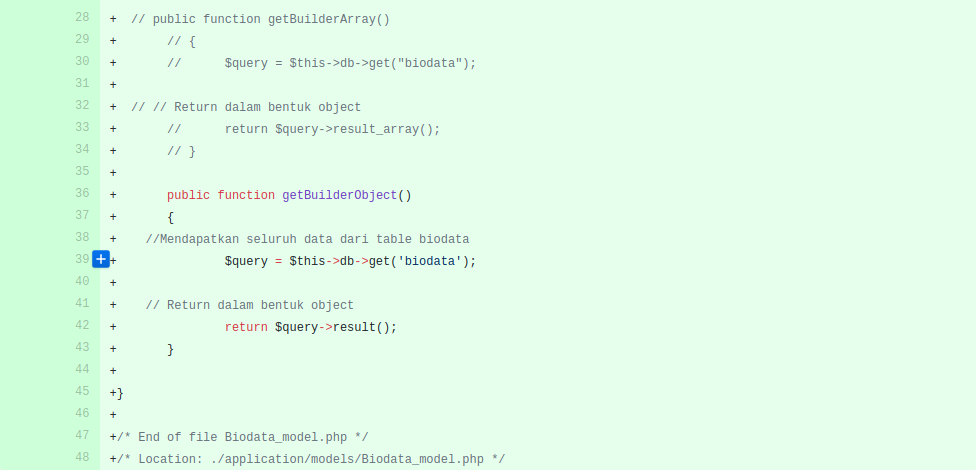 28 + // public function getBuilderArray()
29 + // {
30 + // $query = $this->db->get("biodata");
31 +
32 + // // Return dalam bentuk object
33 + // return $query->result_array();
34 + // }
35 +
36 + public function getBuilderObject()
37 + {
38 + //Mendapatkan seluruh data dari table biodata
39 + $query = $this->db->get('biodata');
40 +
41 + // Return dalam bentuk object
42 + return $query->result();
43 + }
44 +
45 +}
46 +
47 +/* End of file Biodata_model.php */
48 +/* Location: ./application/models/Biodata_model.php */